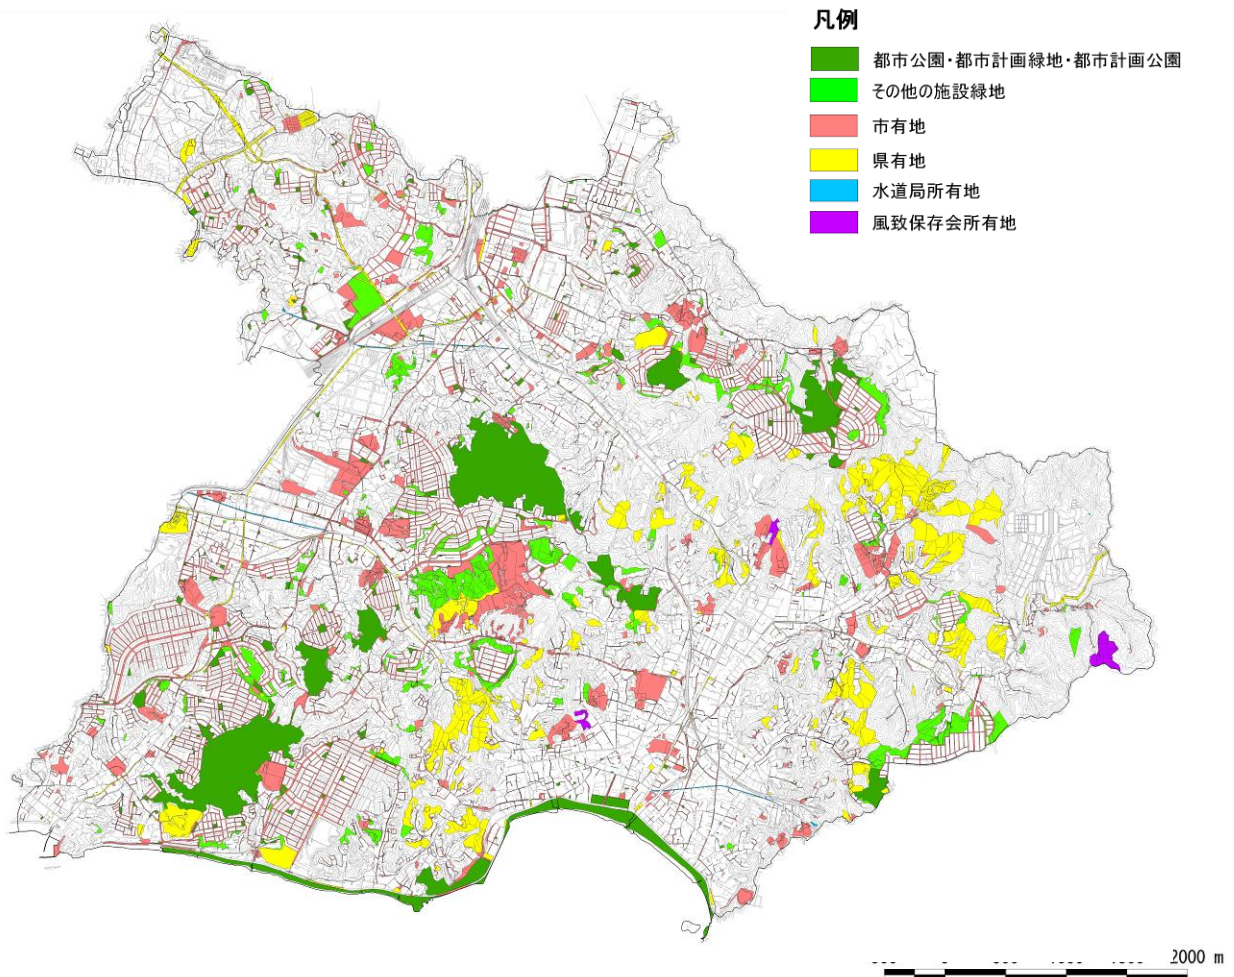 凡例
都市公園・都市計画緑地・都市計画公園
その他の施設緑地
市有地
県有地
水道局所有地
風致保存会所有地
2000 m